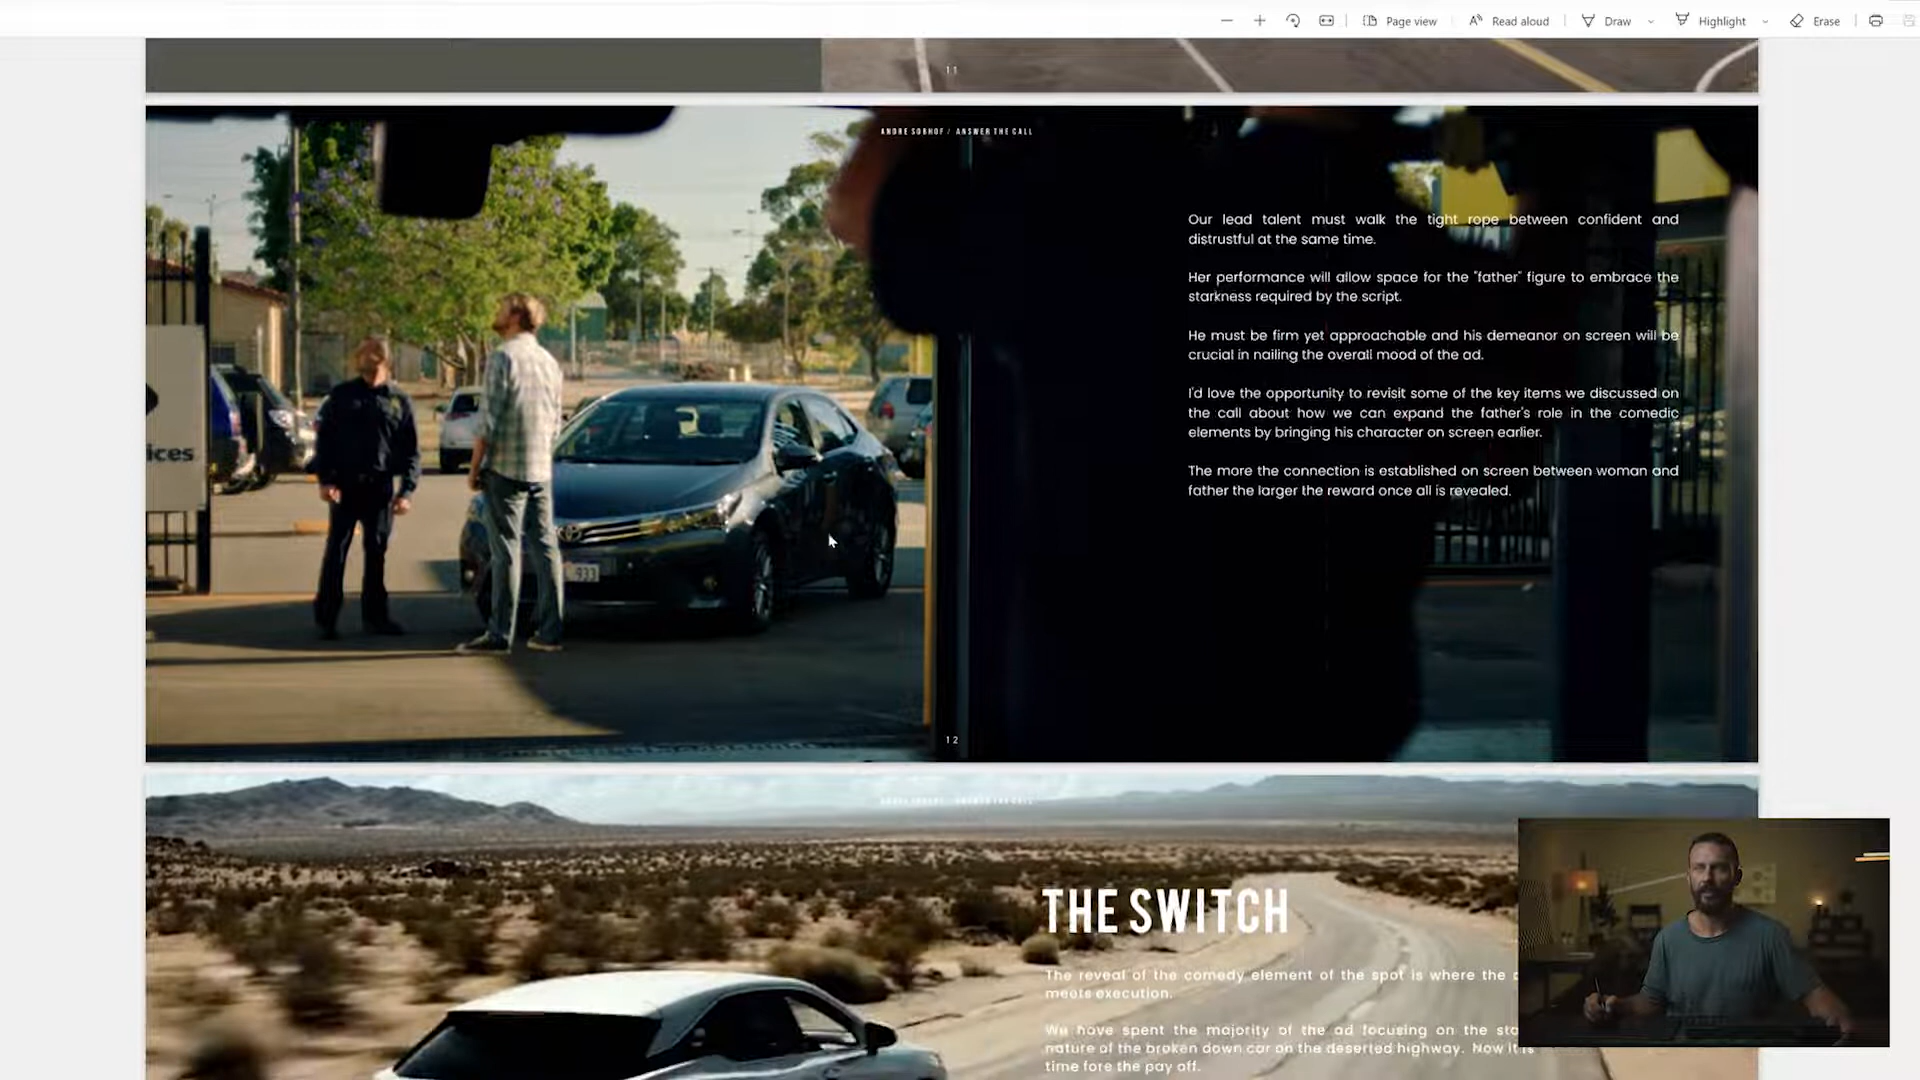 Page view
Read aloud
Draw
Highlight
Erase
11
ANDRE SOBHOF / ANSWER THE CALL
Our lead talent must walk the tight rope between confident and
distrustful at the same time.
Her performance will allow space for the "father" figure to embrace the
starkness required by the script.
He must be firm yet approachable and his demeanor on screen will be
crucial in nailing the overall mood of the ad.
I'd love the opportunity to revisit some of the key items we discussed on
the call about how we can expand the father's role in the comedic
elements by bringing his character on screen earlier.
The more the connection is established on screen between woman and
father the larger the reward once all is revealed.
ices
933
12
THE SWITCH
The reveal of the comedy element of the spot is where the
meets execution.
We have spent the majority of the ad focusing on the
nature of the broken down car on the deserted highway. Now it is
time fore the pay off.